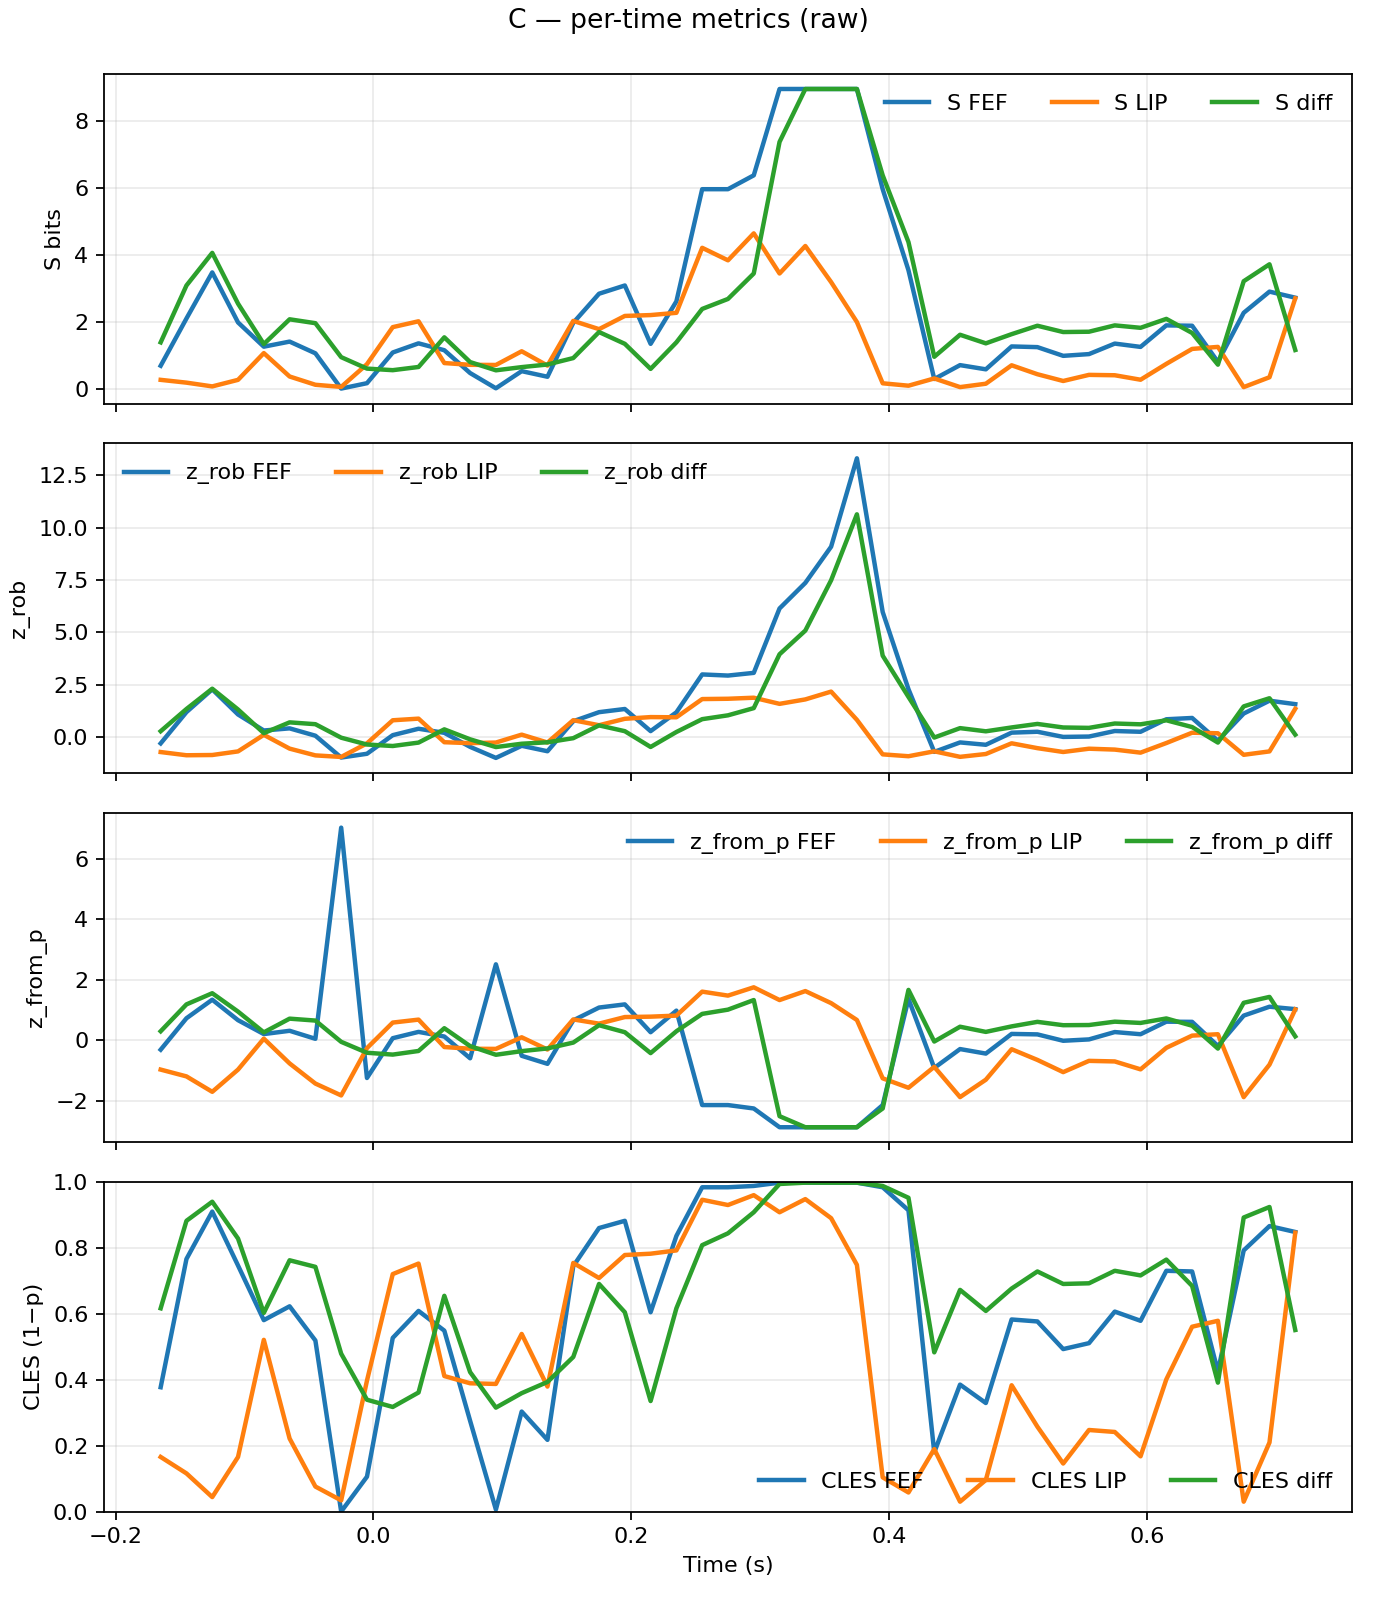 C — per-time metrics (raw)
S FEF S LIP S diff
8
6
4
2
0
S bits
z_rob FEF z_rob LIP z_rob diff
12.5
10.0
7.5
5.0
2.5
0.0
z_rob
z_from_p FEF z_from_p LIP z_from_p diff
6
4
2
0
−2
z_from_p
1.0
0.8
0.6
0.4
0.2
0.0
CLES (1−p)
CLES FEF CLES LIP CLES diff
−0.2 0.0 0.2 0.4 0.6
Time (s)